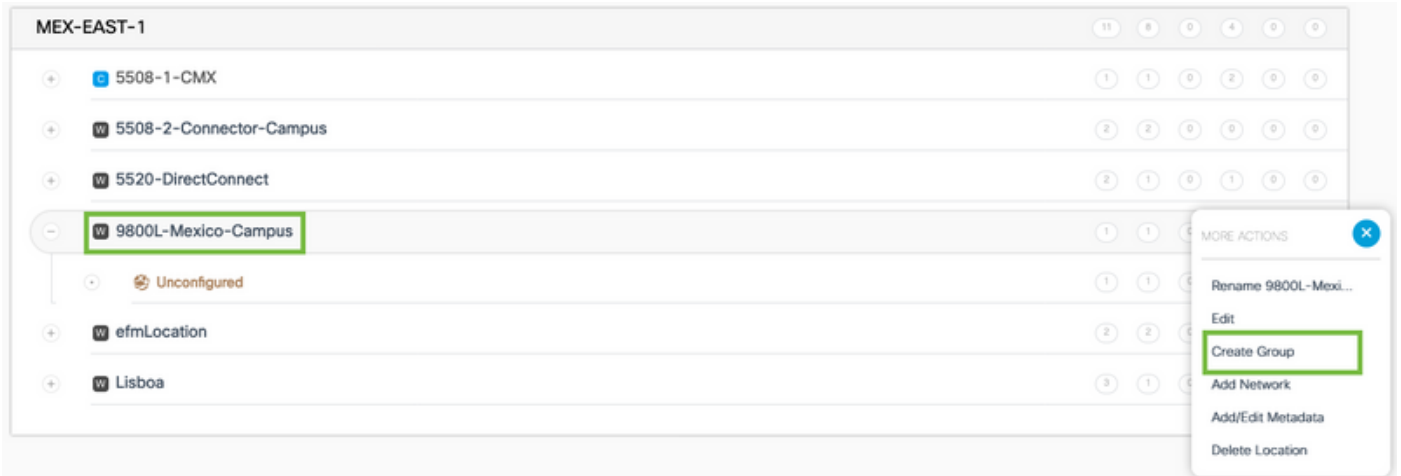 MEX-EAST-1 11 8 0 4 0 0
C 5508-1-CMX 1 1 0 2 0 0
W 5508-2-Connector-Campus 2 2 0 0 0 0
W 5520-DirectConnect 2 1 0 1 0 0
W 9800L-Mexico-Campus 1 1
MORE ACTIONS
Unconfigured 1 1
Rename 9800L-Mexi...
Edit
W efmLocation 2 2
Create Group
W Lisboa 3 1
Add Network
Add/Edit Metadata
Delete Location